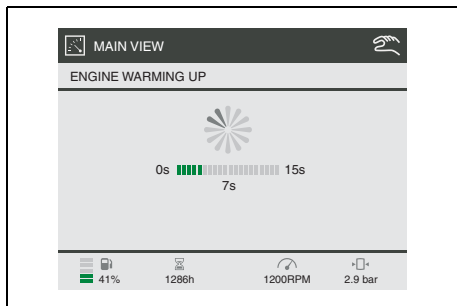 MAIN VIEW
ENGINE WARMING UP
0s 15s
7s
41% 1286h 1200RPM 2.9 bar